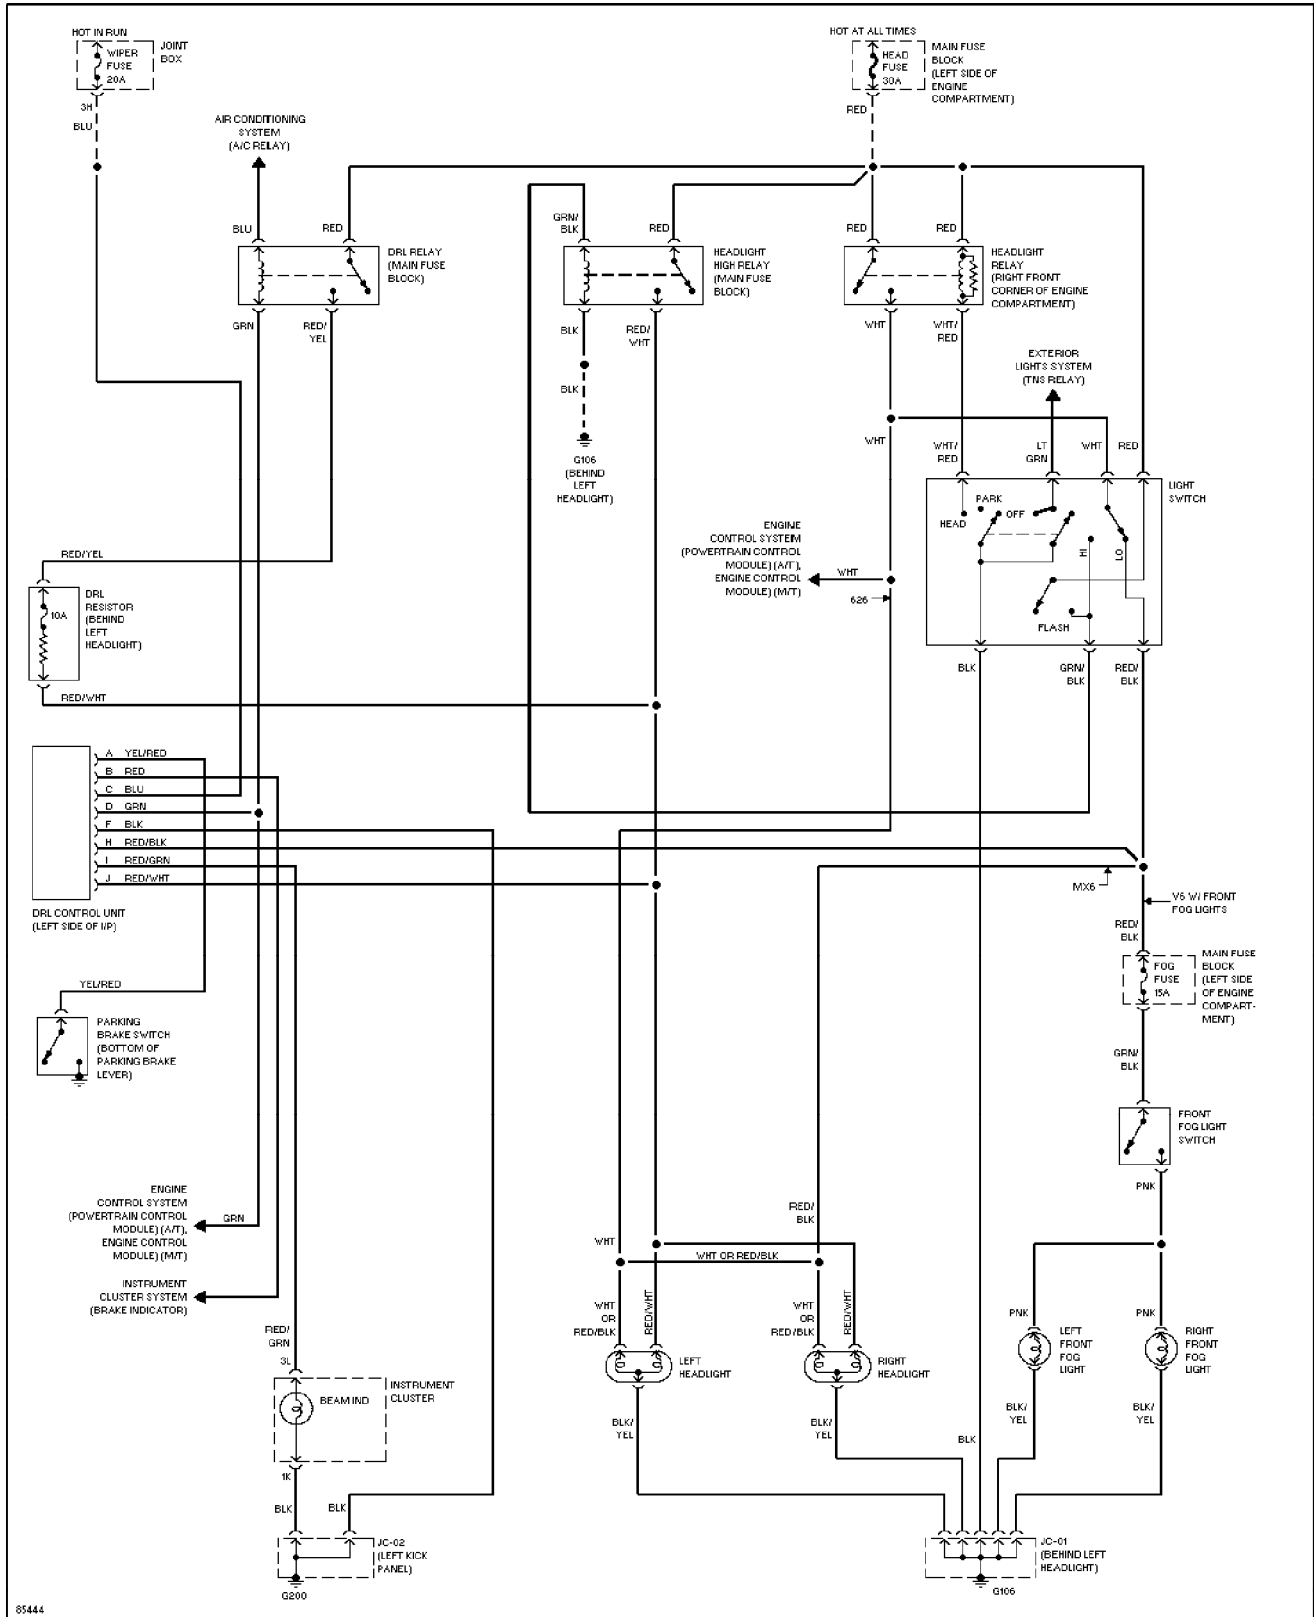 HOT IN RUN
WIPER
FUSE
20A
JOINT
BOX
3H
BLU
HOT AT ALL TIMES
HEAD
FUSE
30A
MAIN FUSE
BLOCK
(LEFT SIDE OF
ENGINE
COMPARTMENT)
RED
AIR CONDITIONING
SYSTEM
(A/C RELAY)
BLU
RED
DRL RELAY
(MAIN FUSE
BLOCK)
GRN
RED/
YEL
GRN/
BLK
RED
HEADLIGHT
HIGH RELAY
(MAIN FUSE
BLOCK)
BLK
RED/
WHT
BLK
G106
(BEHIND
LEFT
HEADLIGHT)
RED
RED
HEADLIGHT
RELAY
(RIGHT FRONT
CORNER OF ENGINE
COMPARTMENT)
WHT
WHT/
RED
EXTERIOR
LIGHTS SYSTEM
(TNS RELAY)
WHT
WHT/
RED
LT
GRN
WHT
RED
LIGHT
SWITCH
PARK
HEAD
OFF
HI
LO
FLASH
ENGINE
CONTROL SYSTEM
(POWERTRAIN CONTROL
MODULE) (A/T),
ENGINE CONTROL
MODULE) (M/T)
WHT
626
BLK
GRN/
BLK
RED/
BLK
RED/YEL
10A
DRL
RESISTOR
(BEHIND
LEFT
HEADLIGHT)
RED/WHT
A YEL/RED
B RED
C BLU
D GRN
F BLK
H RED/BLK
I RED/GRN
J RED/WHT
DRL CONTROL UNIT
(LEFT SIDE OF I/P)
MX6
V6 W/ FRONT
FOG LIGHTS
RED/
BLK
FOG
FUSE
15A
MAIN FUSE
BLOCK
(LEFT SIDE
OF ENGINE
COMPART-
MENT)
YEL/RED
PARKING
BRAKE SWITCH
(BOTTOM OF
PARKING BRAKE
LEVER)
GRN/
BLK
FRONT
FOG LIGHT
SWITCH
PNK
ENGINE
CONTROL SYSTEM
(POWERTRAIN CONTROL
MODULE) (A/T),
ENGINE CONTROL
MODULE) (M/T)
GRN
INSTRUMENT
CLUSTER SYSTEM
(BRAKE INDICATOR)
RED/
BLK
WHT
WHT OR RED/BLK
WHT
OR
RED/BLK
RED/WHT
WHT
OR
RED/BLK
RED/WHT
LEFT
HEADLIGHT
RIGHT
HEADLIGHT
PNK
LEFT
FRONT
FOG
LIGHT
PNK
RIGHT
FRONT
FOG
LIGHT
RED/
GRN
3L
BEAM IND
INSTRUMENT
CLUSTER
1K
BLK
BLK
JC-02
(LEFT KICK
PANEL)
G200
BLK/
YEL
BLK/
YEL
BLK
BLK/
YEL
BLK/
YEL
JC-01
(BEHIND LEFT
HEADLIGHT)
G106
85444